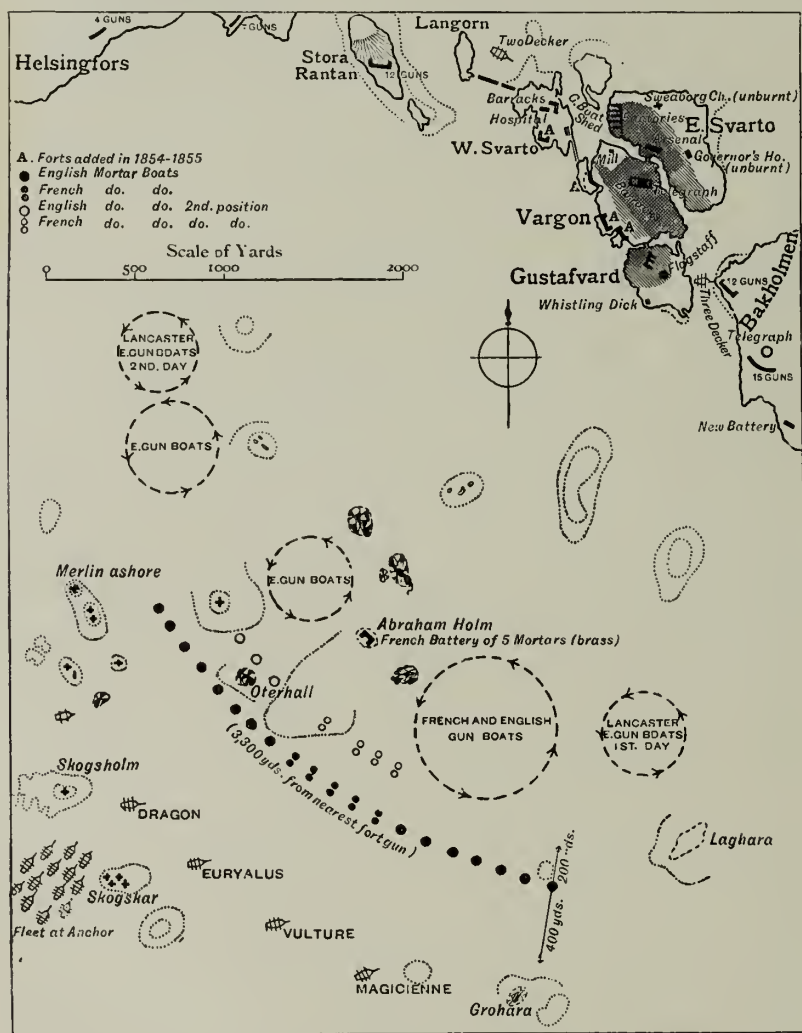 4 GUNS
GUNS
Helsingfors
Stora
Rantan
12 GUNS
Langorn
Two Decker
Barracks
Hospital
A
W. Svarto
G. Boat
Shed
Sweaborg Ch. (unburnt)
Factories
E. Svarto
Arsenal
Governor's Ho.
(unburnt)
Mill
Telegraph
Barracks
A
Vargon
A
A
Gustafvard
Flagstaff
Whistling Dick
Three Decker
12 GUNS
Bakholmen
Telegraph
15 GUNS
New Battery
A. Forts added in 1854-1855
English Mortar Boats
French do. do.
English do. do. 2nd. position
French do. do. do. do.
Scale of Yards
0 500 1000 2000
LANCASTER
E. GUN BOATS
2ND. DAY
E. GUN BOATS
E. GUN BOATS
Merlin ashore
Abraham Holm
French Battery of 5 Mortars (brass)
Oterhall
FRENCH AND ENGLISH
GUN BOATS
LANCASTER
E. GUN BOATS
1ST. DAY
(3,300 yds. from nearest fort gun)
Skogsholm
DRAGON
EURYALUS
Skogskar
Fleet at Anchor
VULTURE
MAGICIENNE
200 yds.
400 yds.
Laghara
Grohara